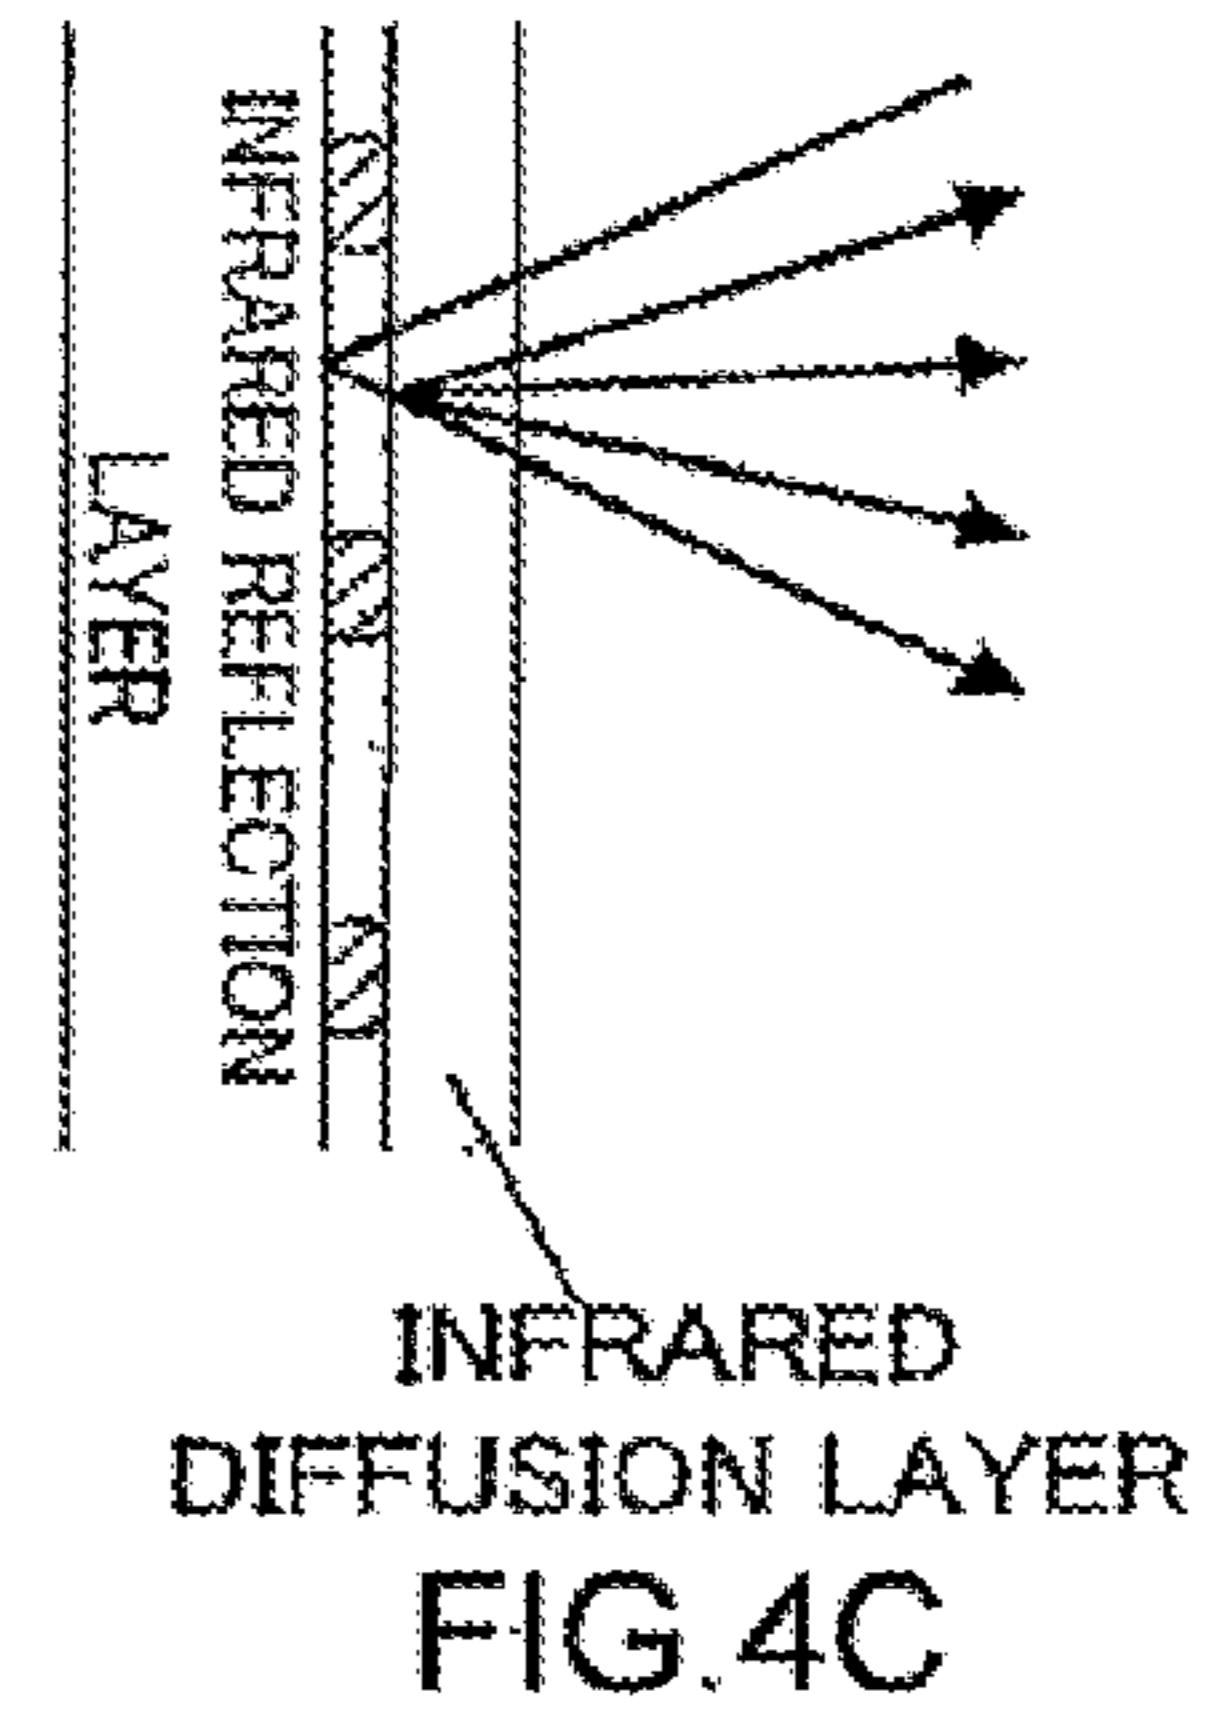 INFRARED REFLECTION
LAYER
INFRARED
DIFFUSION LAYER
FIG.4C